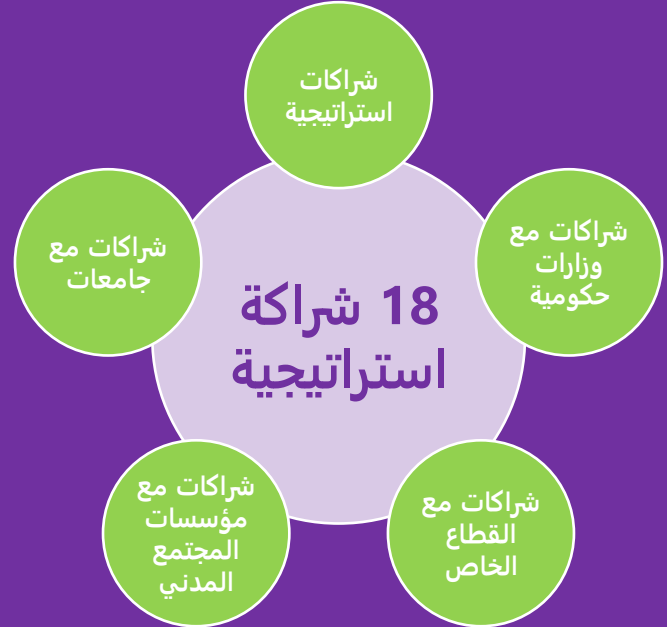 شراكات
استراتيجية
شراكات مع
وزارات
حكومية
شراكات مع
القطاع
الخاص
شراكات مع
مؤسسات
المجتمع
المدني
شراكات مع
جامعات
18 شراكة
استراتيجية